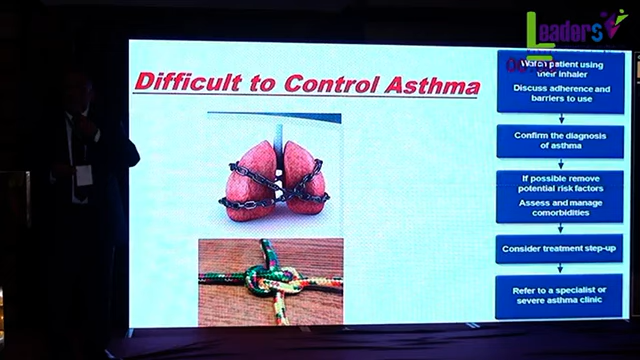 Leaders
Difficult to Control Asthma
Watch patient using
their inhaler
Discuss adherence and
barriers to use
Confirm the diagnosis
of asthma
If possible remove
potential risk factors
Assess and manage
comorbidities
Consider treatment step-up
Refer to a specialist or
severe asthma clinic